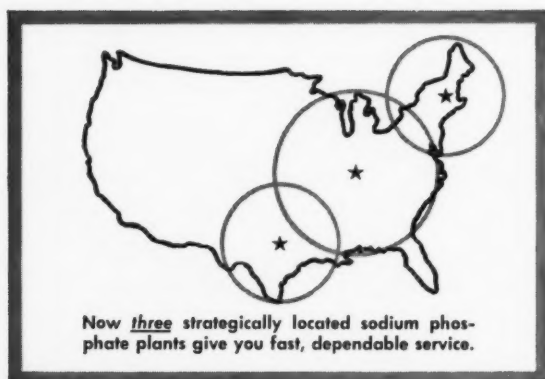 Now three strategically located sodium phos-
phate plants give you fast, dependable service.